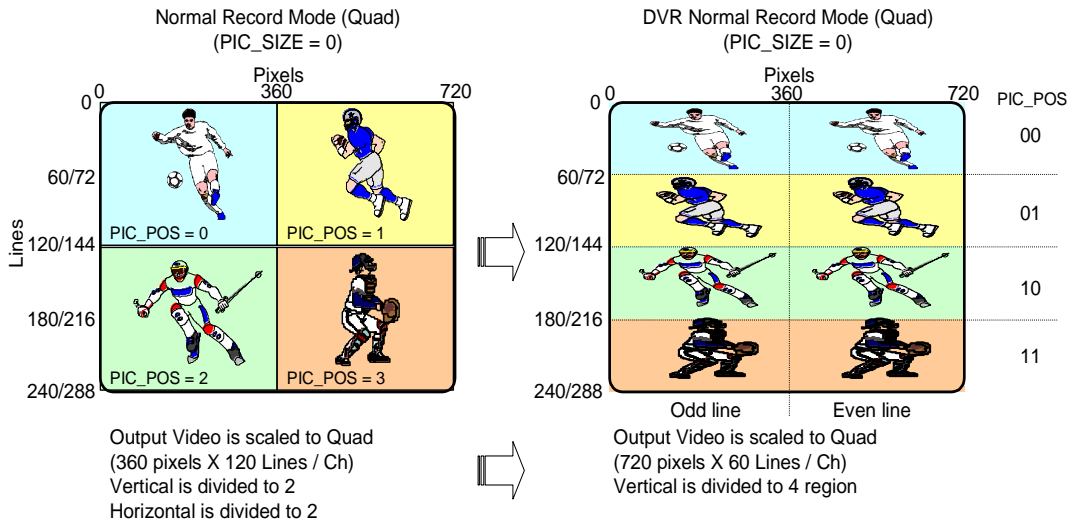 Normal Record Mode (Quad)
(PIC_SIZE = 0)
Pixels
0 360 720
0
60/72
120/144
180/216
240/288
Lines
PIC_POS = 0
PIC_POS = 1
PIC_POS = 2
PIC_POS = 3
Output Video is scaled to Quad
(360 pixels X 120 Lines / Ch)
Vertical is divided to 2
Horizontal is divided to 2
DVR Normal Record Mode (Quad)
(PIC_SIZE = 0)
Pixels
0 360 720
PIC_POS
0
60/72
120/144
180/216
240/288
00
01
10
11
Odd line
Even line
Output Video is scaled to Quad
(720 pixels X 60 Lines / Ch)
Vertical is divided to 4 region